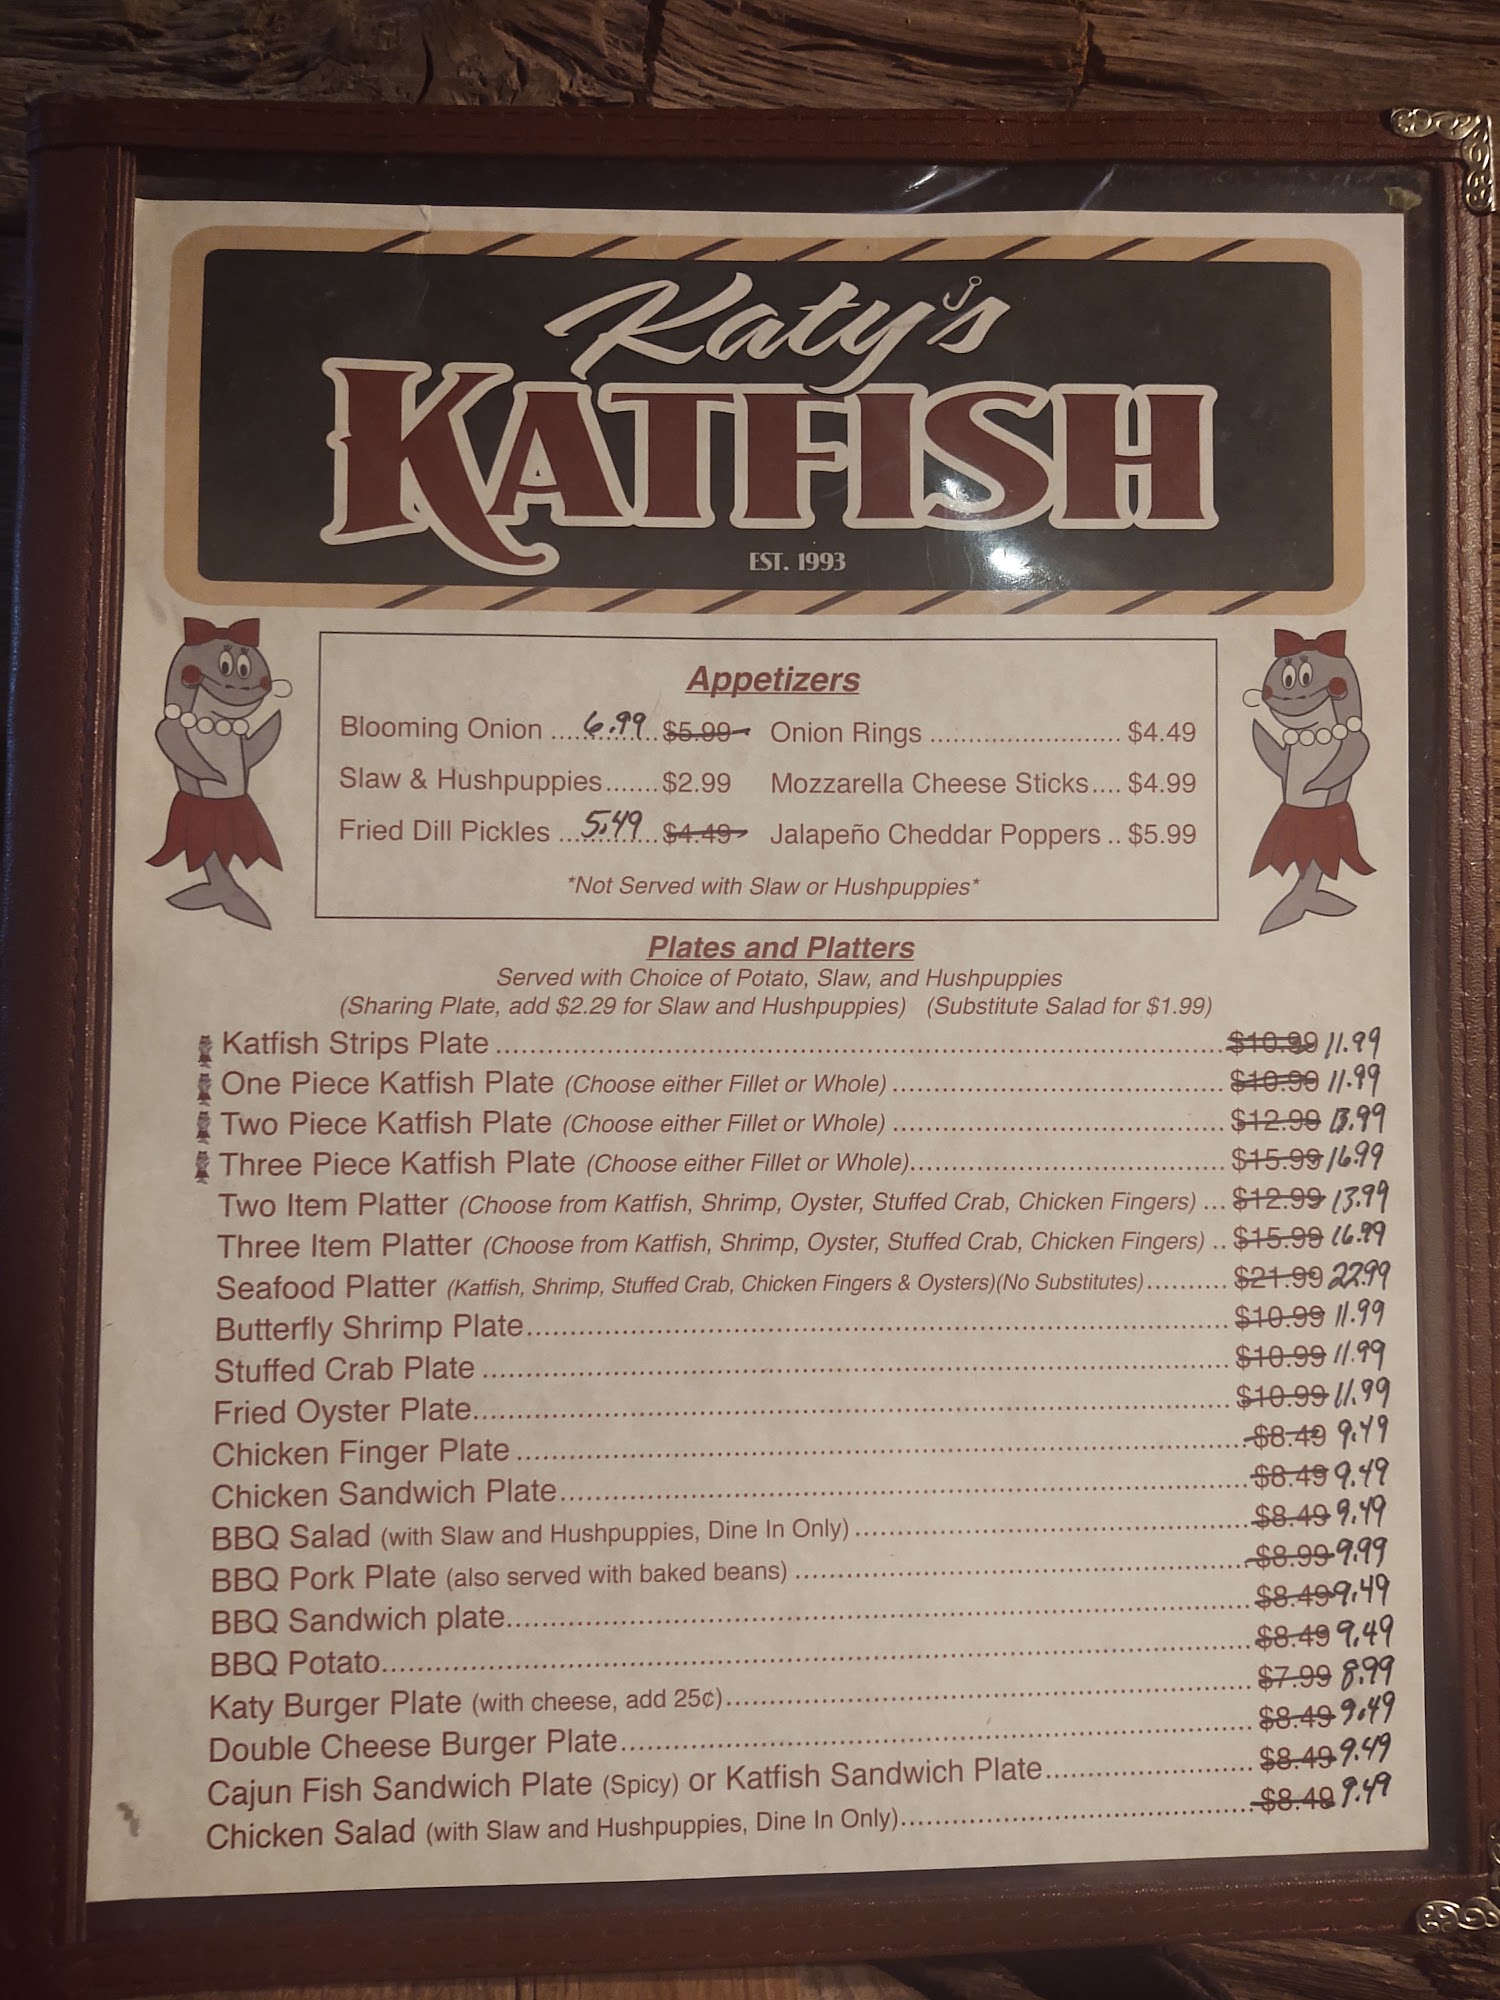 Katy's
KATFISH
EST. 1993
Appetizers
Blooming Onion ............ 6.99 $5.99 Onion Rings ........................ $4.49
Slaw & Hushpuppies....... $2.99 Mozzarella Cheese Sticks.... $4.99
Fried Dill Pickles ............ 5.49 $4.49 Jalapeño Cheddar Poppers .. $5.99
*Not Served with Slaw or Hushpuppies*
Plates and Platters
Served with Choice of Potato, Slaw, and Hushpuppies
(Sharing Plate, add $2.29 for Slaw and Hushpuppies) (Substitute Salad for $1.99)
Katfish Strips Plate ........ $10.99 11.99
One Piece Katfish Plate (Choose either Fillet or Whole) ........ $10.99 11.99
Two Piece Katfish Plate (Choose either Fillet or Whole) ........ $12.99 13.99
Three Piece Katfish Plate (Choose either Fillet or Whole)........ $15.99 16.99
Two Item Platter (Choose from Katfish, Shrimp, Oyster, Stuffed Crab, Chicken Fingers) ... $12.99 13.99
Three Item Platter (Choose from Katfish, Shrimp, Oyster, Stuffed Crab, Chicken Fingers) .. $15.99 16.99
Seafood Platter (Katfish, Shrimp, Stuffed Crab, Chicken Fingers & Oysters)(No Substitutes).......... $21.99 22.99
Butterfly Shrimp Plate........ $10.99 11.99
Stuffed Crab Plate ........ $10.99 11.99
Fried Oyster Plate........ $10.99 11.99
Chicken Finger Plate ........ $8.49 9.49
Chicken Sandwich Plate........ $8.49 9.49
BBQ Salad (with Slaw and Hushpuppies, Dine In Only) ........ $8.49 9.49
BBQ Pork Plate (also served with baked beans) ........ $8.99 9.99
BBQ Sandwich plate........ $8.49 9.49
BBQ Potato........ $8.49 9.49
Katy Burger Plate (with cheese, add 25¢)........ $7.99 8.99
Double Cheese Burger Plate........ $8.49 9.49
Cajun Fish Sandwich Plate (Spicy) or Katfish Sandwich Plate........ $8.49 9.49
Chicken Salad (with Slaw and Hushpuppies, Dine In Only)........ $8.49 9.49